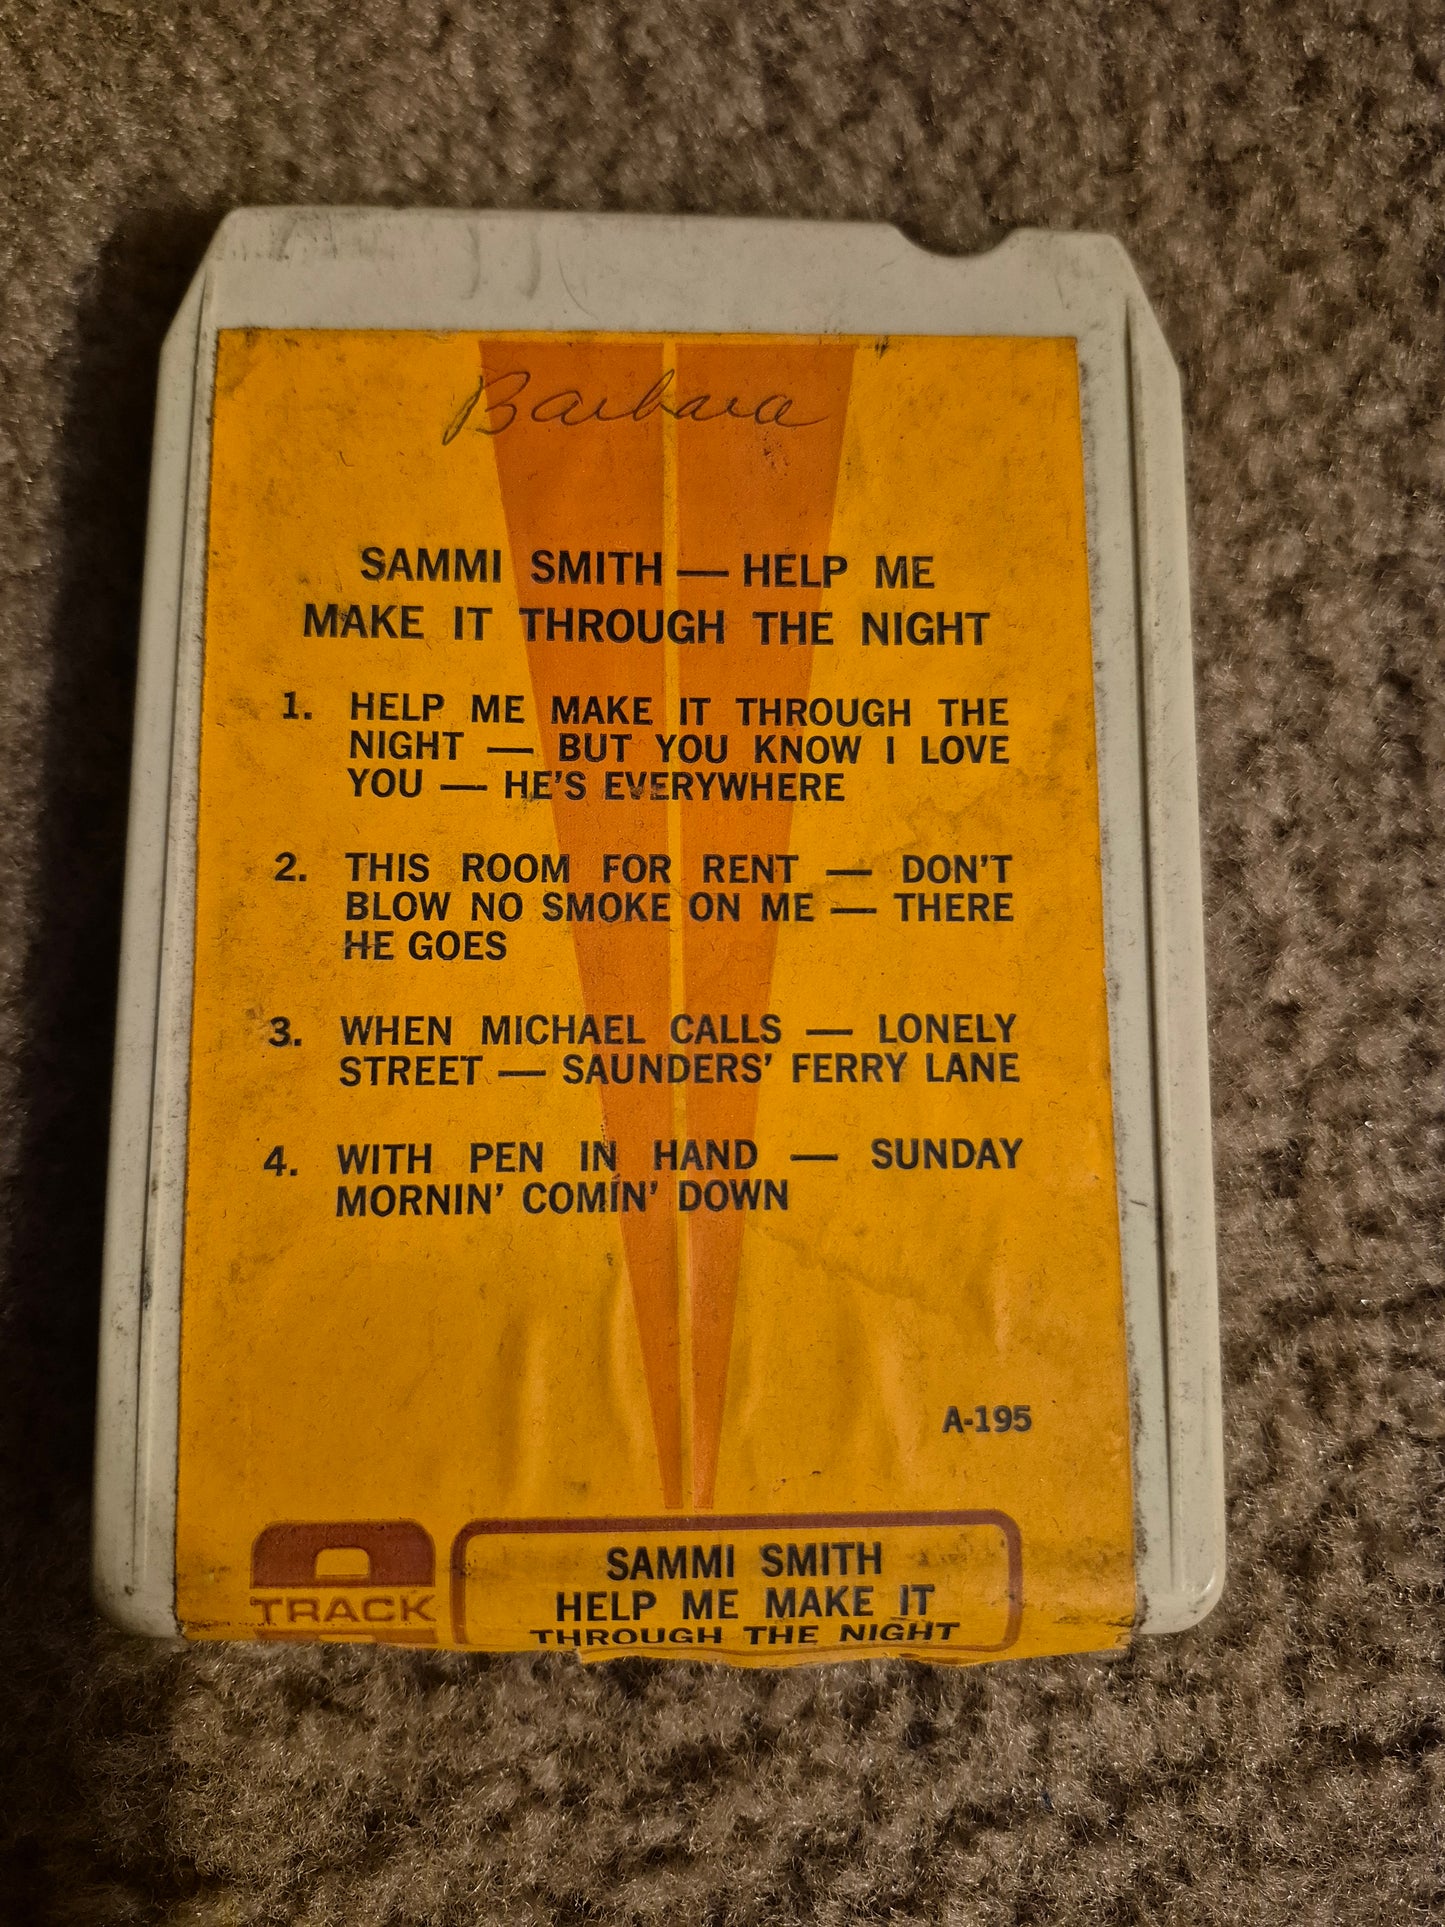 Barbara
SAMMI SMITH — HELP ME
MAKE IT THROUGH THE NIGHT
1. HELP ME MAKE IT THROUGH THE
NIGHT — BUT YOU KNOW I LOVE
YOU — HE'S EVERYWHERE
2. THIS ROOM FOR RENT — DON'T
BLOW NO SMOKE ON ME — THERE
HE GOES
3. WHEN MICHAEL CALLS — LONELY
STREET — SAUNDERS' FERRY LANE
4. WITH PEN IN HAND — SUNDAY
MORNIN' COMIN' DOWN
A-195
8 TRACK
SAMMI SMITH
HELP ME MAKE IT
THROUGH THE NIGHT